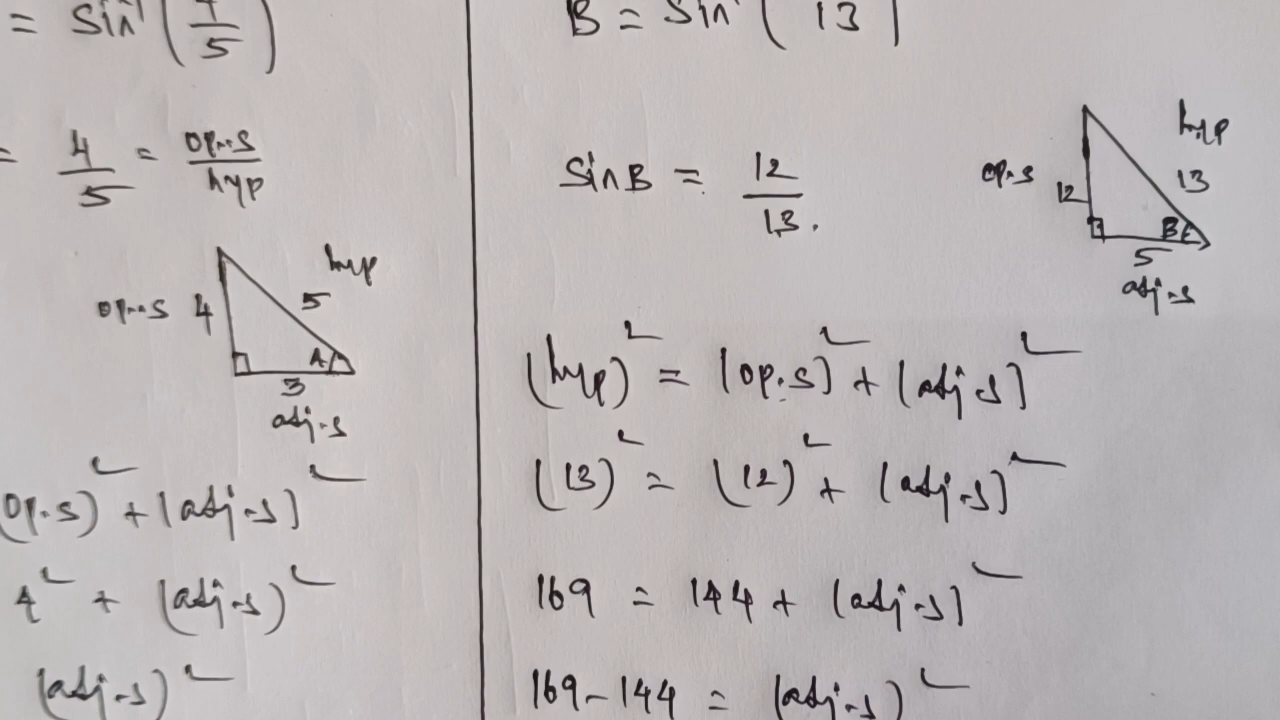 = Sin⁻¹(4/5)
= 4/5 = op.s/hyp
op.s 4 5 hyp
A
3
adj.s
(op.s)² + (adj.s)²
4² + (adj.s)²
(adj.s)²
B = Sin⁻¹( 13 )
SinB = 12/13.
op.s 12 13 hyp
B
5
adj.s
(hyp)² = (op.s)² + (adj.s)²
(13)² = (12)² + (adj.s)²
169 = 144 + (adj.s)²
169 - 144 = (adj.s)²